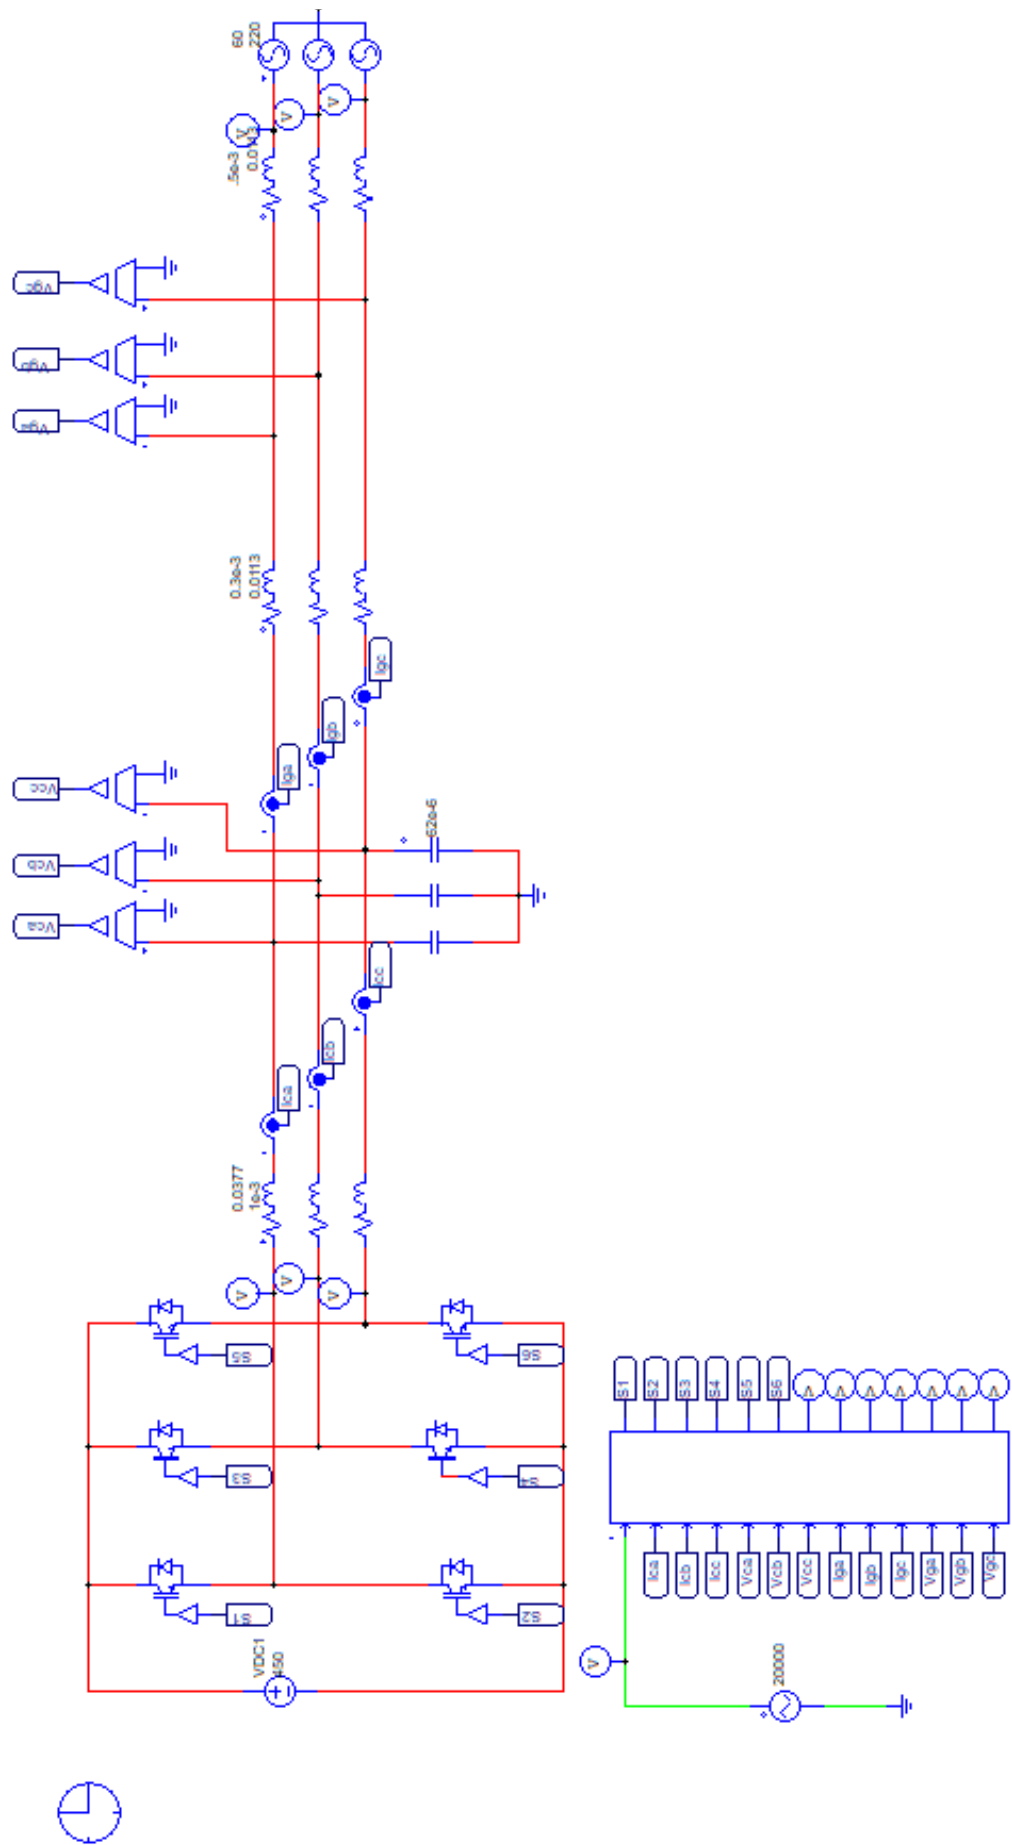 60
220
V
V
V
.5e-3
Vgc
Vgb
Vga
0.3e-3
0.0113
Igc
Igb
Iga
Vcc
Vcb
Vca
62e-6
Icc
Icb
Ica
0.0377
1e-3
V
V
V
S5
S6
S3
S4
S1
S2
VDC1
450
S1
S2
S3
S4
S5
S6
V
V
V
V
V
V
V
Ica
Icb
Icc
Vca
Vcb
Vcc
Iga
Igb
Igc
Vga
Vgb
Vgc
V
20000